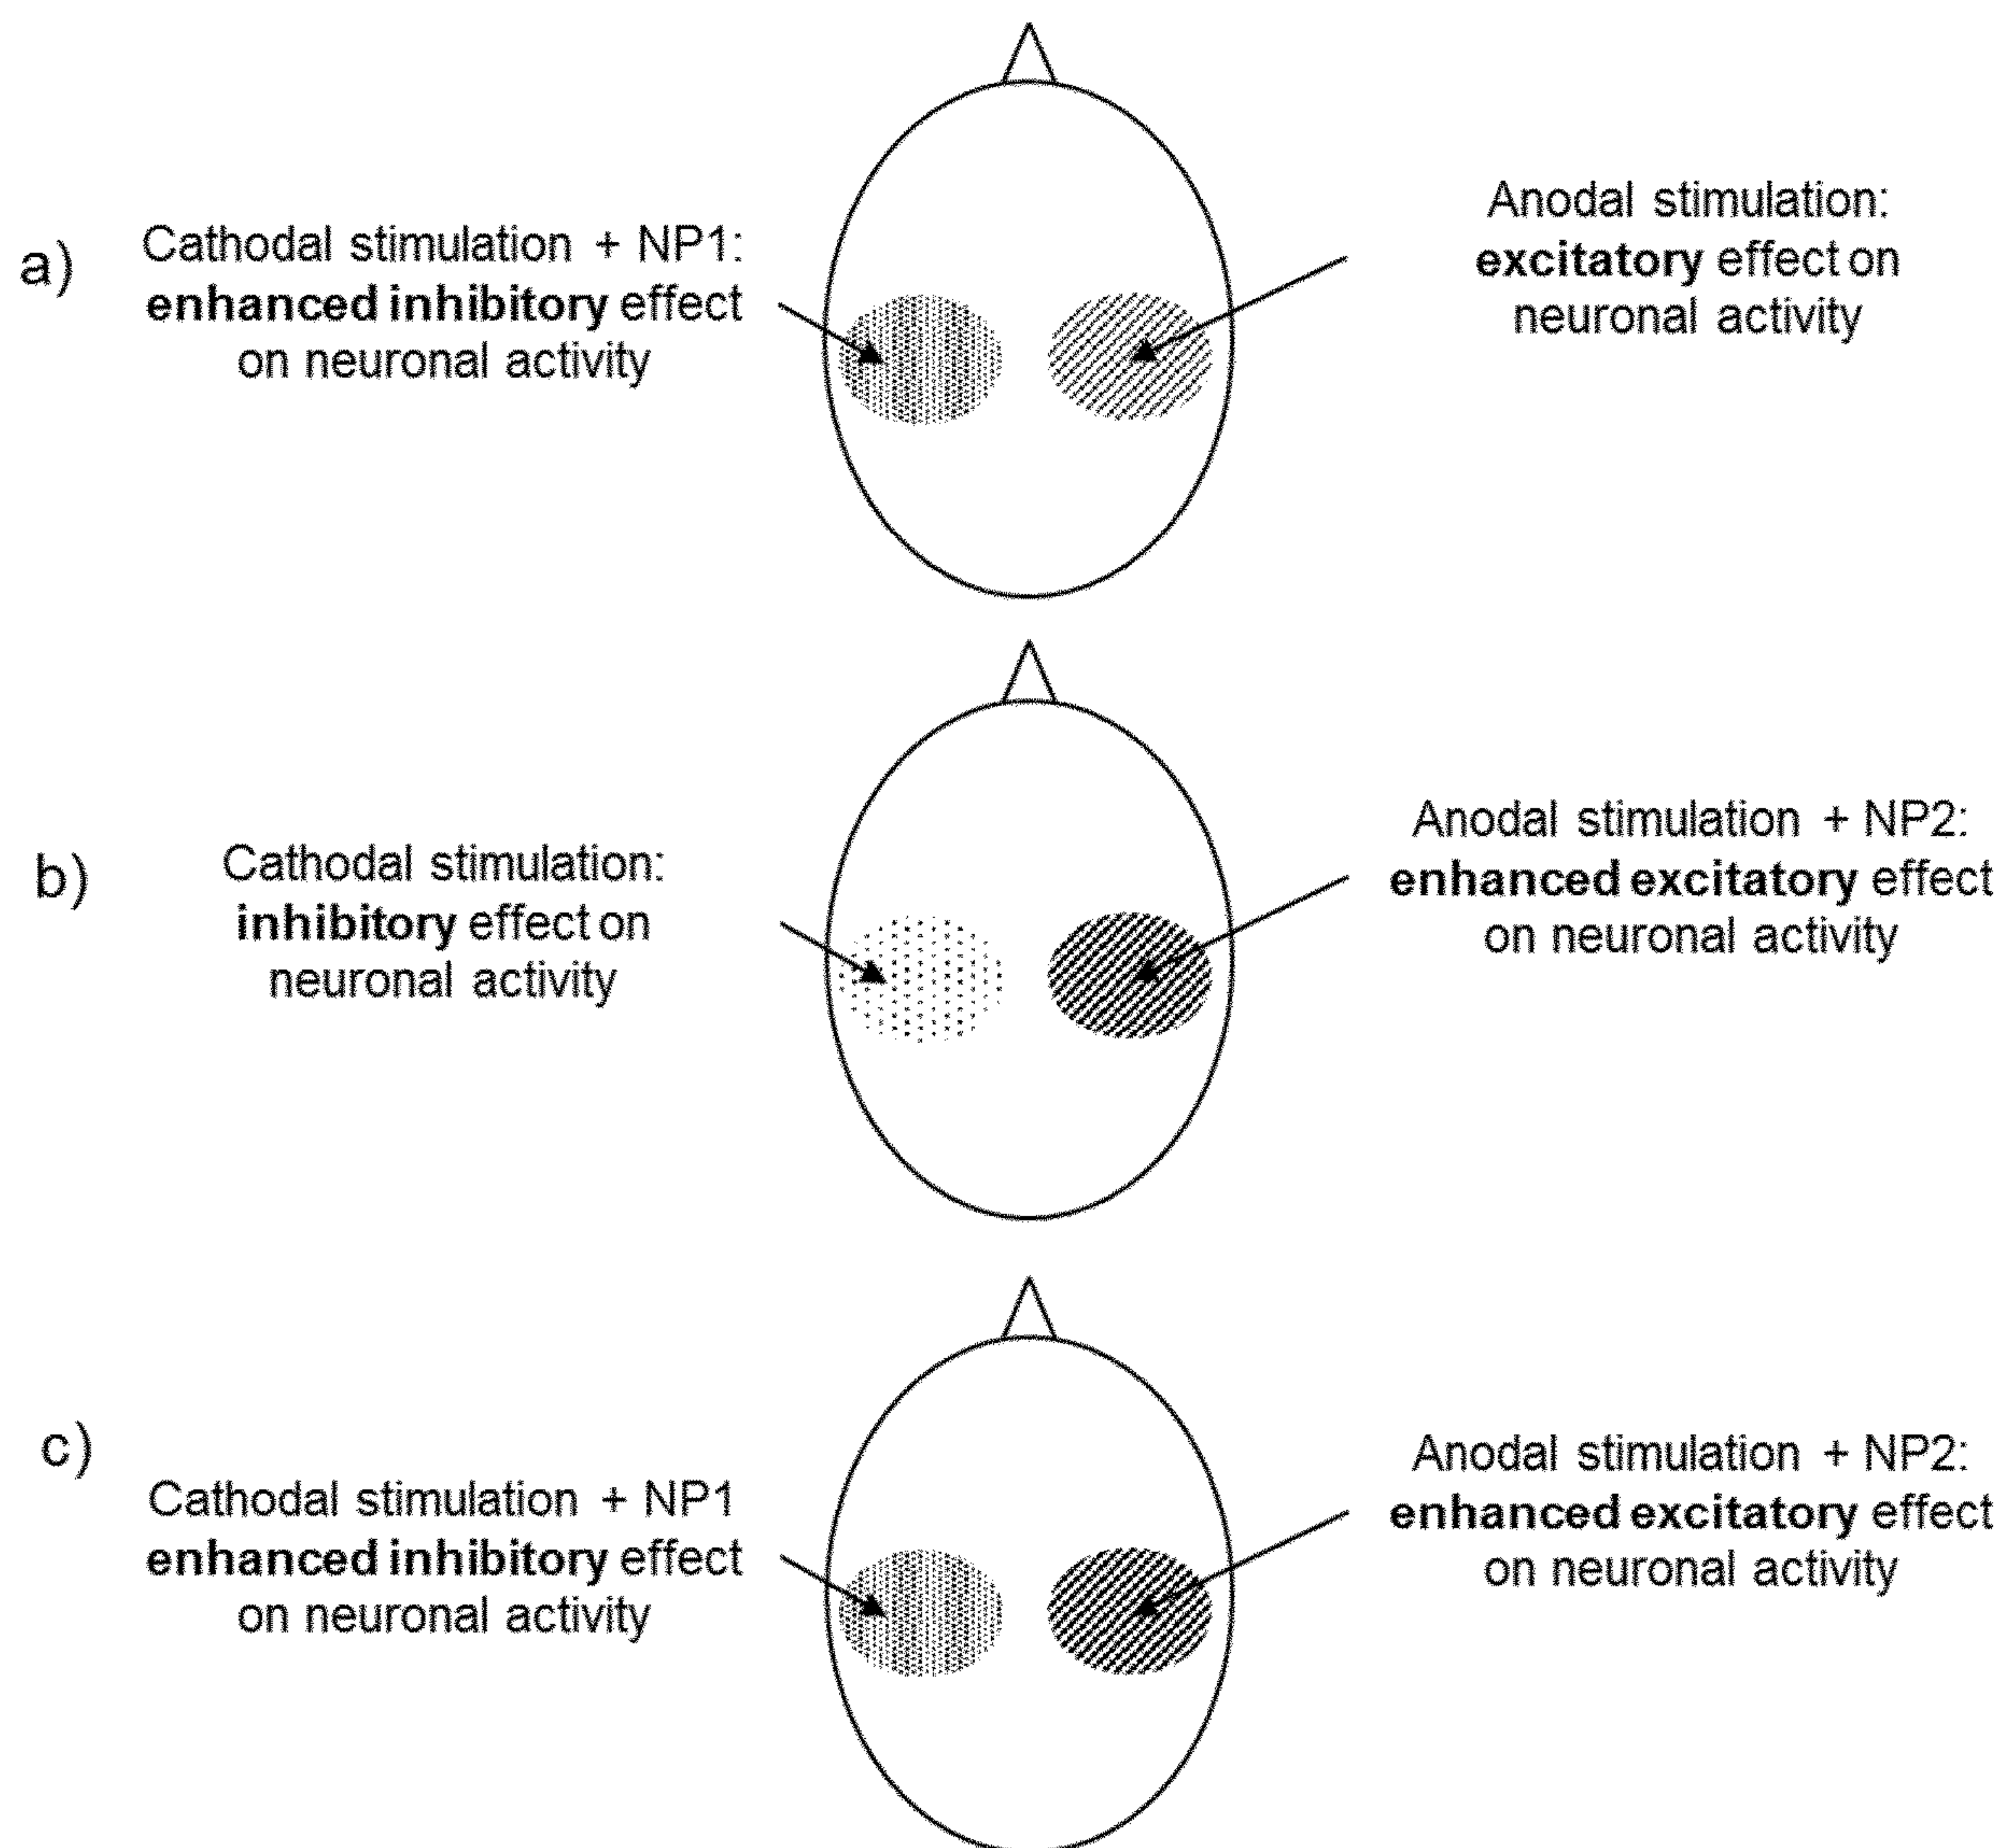 a)
Cathodal stimulation + NP1:
enhanced inhibitory effect
on neuronal activity
Anodal stimulation:
excitatory effect on
neuronal activity
b)
Cathodal stimulation:
inhibitory effect on
neuronal activity
Anodal stimulation + NP2:
enhanced excitatory effect
on neuronal activity
c)
Cathodal stimulation + NP1
enhanced inhibitory effect
on neuronal activity
Anodal stimulation + NP2:
enhanced excitatory effect
on neuronal activity